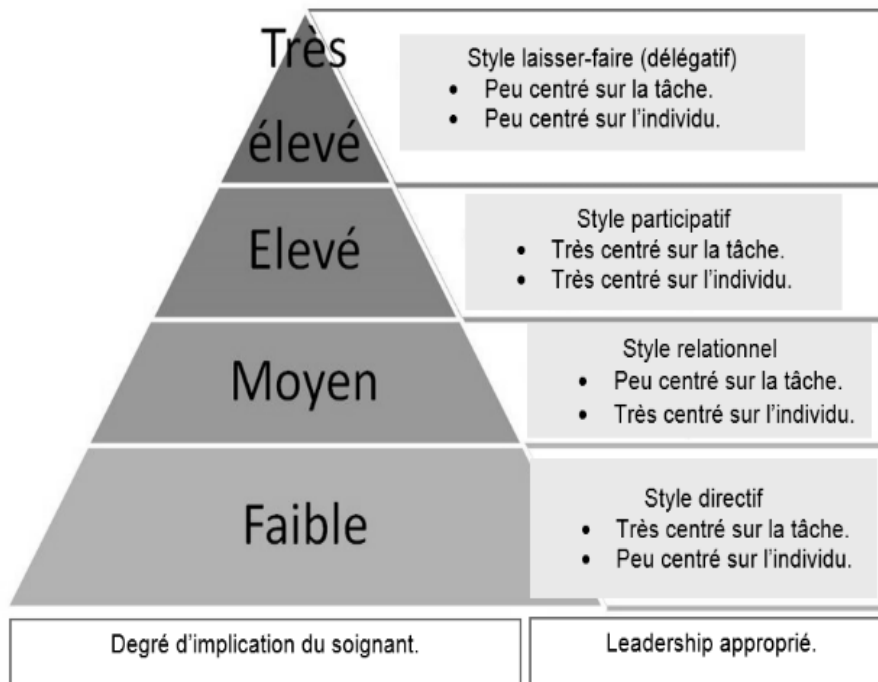 Très
élevé
Style laisser-faire (délégatif)
• Peu centré sur la tâche.
• Peu centré sur l'individu.
Elevé
Style participatif
• Très centré sur la tâche.
• Très centré sur l'individu.
Moyen
Style relationnel
• Peu centré sur la tâche.
• Très centré sur l'individu.
Faible
Style directif
• Très centré sur la tâche.
• Peu centré sur l'individu.
Degré d'implication du soignant.
Leadership approprié.